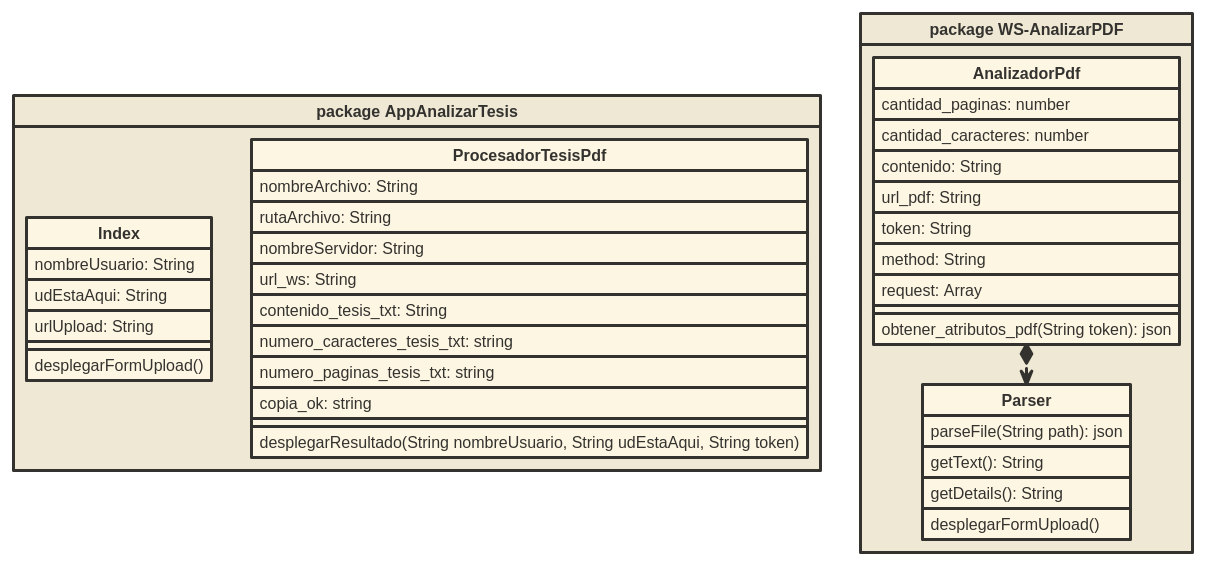 package AppAnalizarTesis
Index
nombreUsuario: String
udEstaAqui: String
urlUpload: String
desplegarFormUpload()
ProcesadorTesisPdf
nombreArchivo: String
rutaArchivo: String
nombreServidor: String
url_ws: String
contenido_tesis_txt: String
numero_caracteres_tesis_txt: string
numero_paginas_tesis_txt: string
copia_ok: string
desplegarResultado(String nombreUsuario, String udEstaAqui, String token)
package WS-AnalizarPDF
AnalizadorPdf
cantidad_paginas: number
cantidad_caracteres: number
contenido: String
url_pdf: String
token: String
method: String
request: Array
obtener_atributos_pdf(String token): json
Parser
parseFile(String path): json
getText(): String
getDetails(): String
desplegarFormUpload()